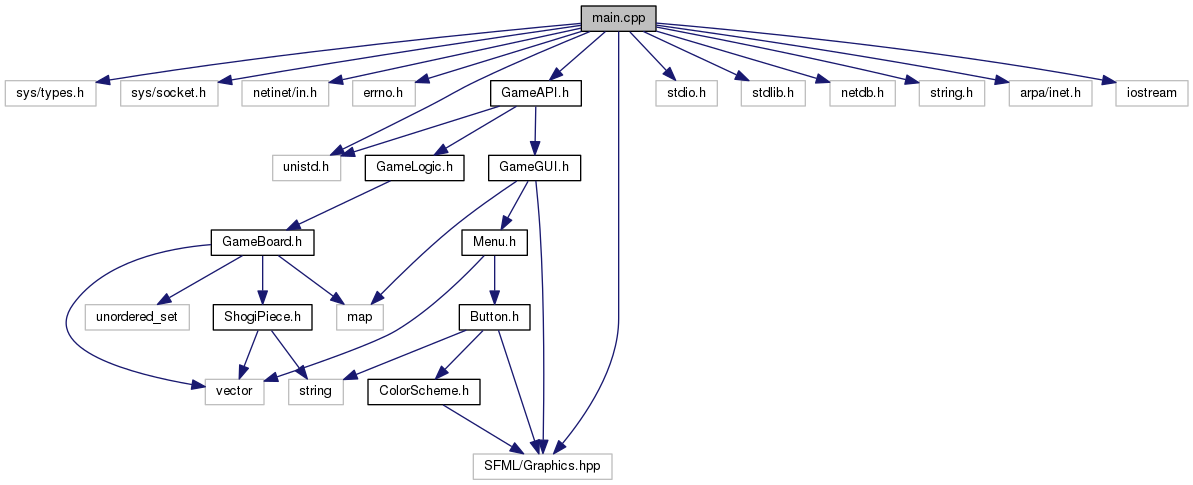 main.cpp
sys/types.h
sys/socket.h
netinet/in.h
errno.h
GameAPI.h
stdio.h
stdlib.h
netdb.h
string.h
arpa/inet.h
iostream
unistd.h
GameLogic.h
GameGUI.h
GameBoard.h
Menu.h
unordered_set
ShogiPiece.h
map
Button.h
vector
string
ColorScheme.h
SFML/Graphics.hpp